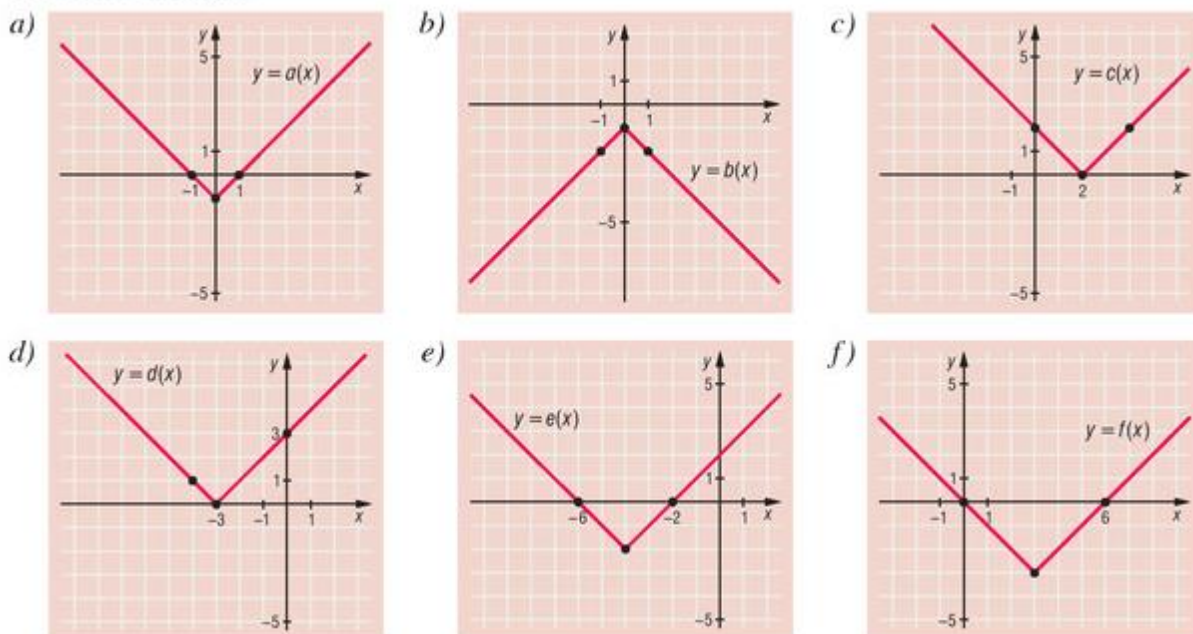 a)
y
5
y = a(x)
1
-1
1
x
-5
b)
y
1
-1
1
x
y = b(x)
-5
c)
y
5
y = c(x)
1
-1
2
x
-5
d)
y
y = d(x)
3
1
-3
-1
1
x
-5
e)
y
5
y = e(x)
1
-6
-2
1
x
-5
f)
y
5
y = f(x)
1
-1
1
6
x
-5